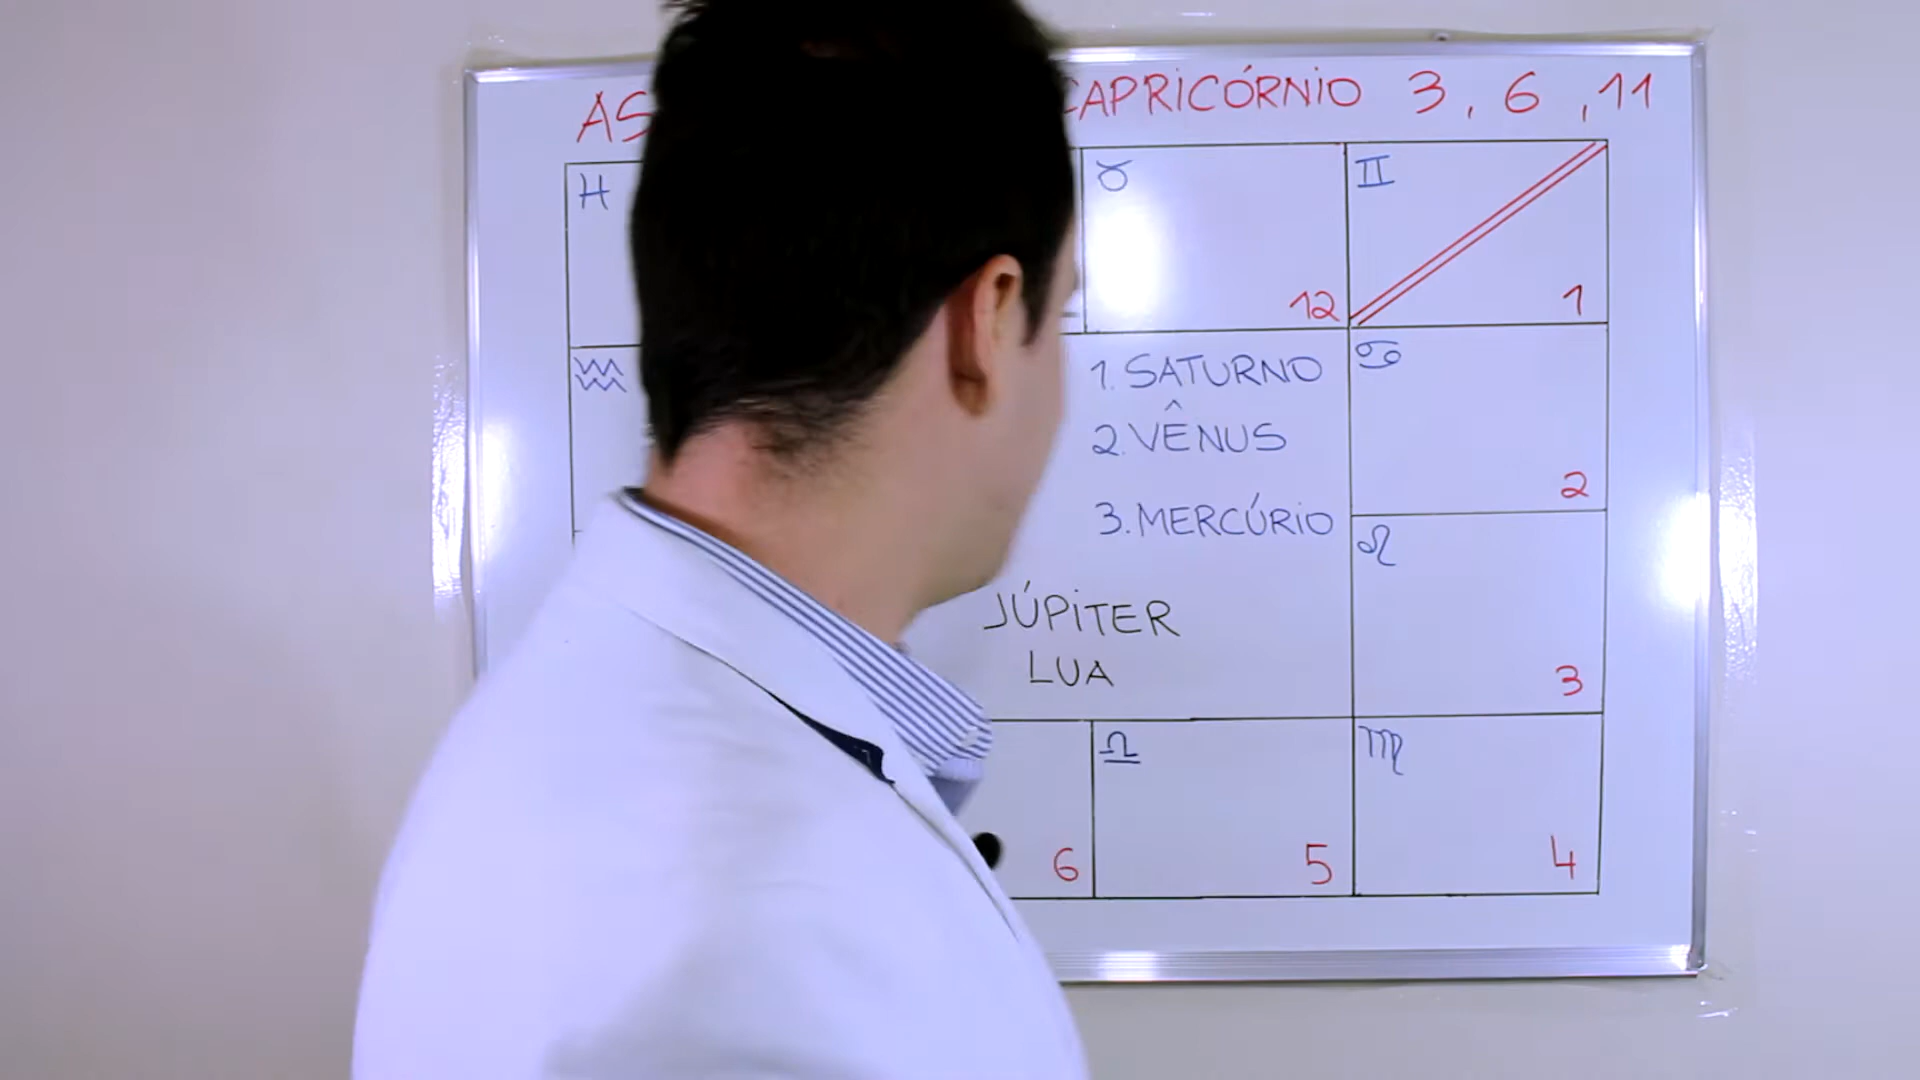 AS CAPRICÓRNIO 3, 6, 11
♓ ♉ ♊
12 1
♒ 1. SATURNO ♋
2. VÊNUS
2
3. MERCÚRIO ♌
JÚPITER
LUA 3
♎ ♏
6 5 4